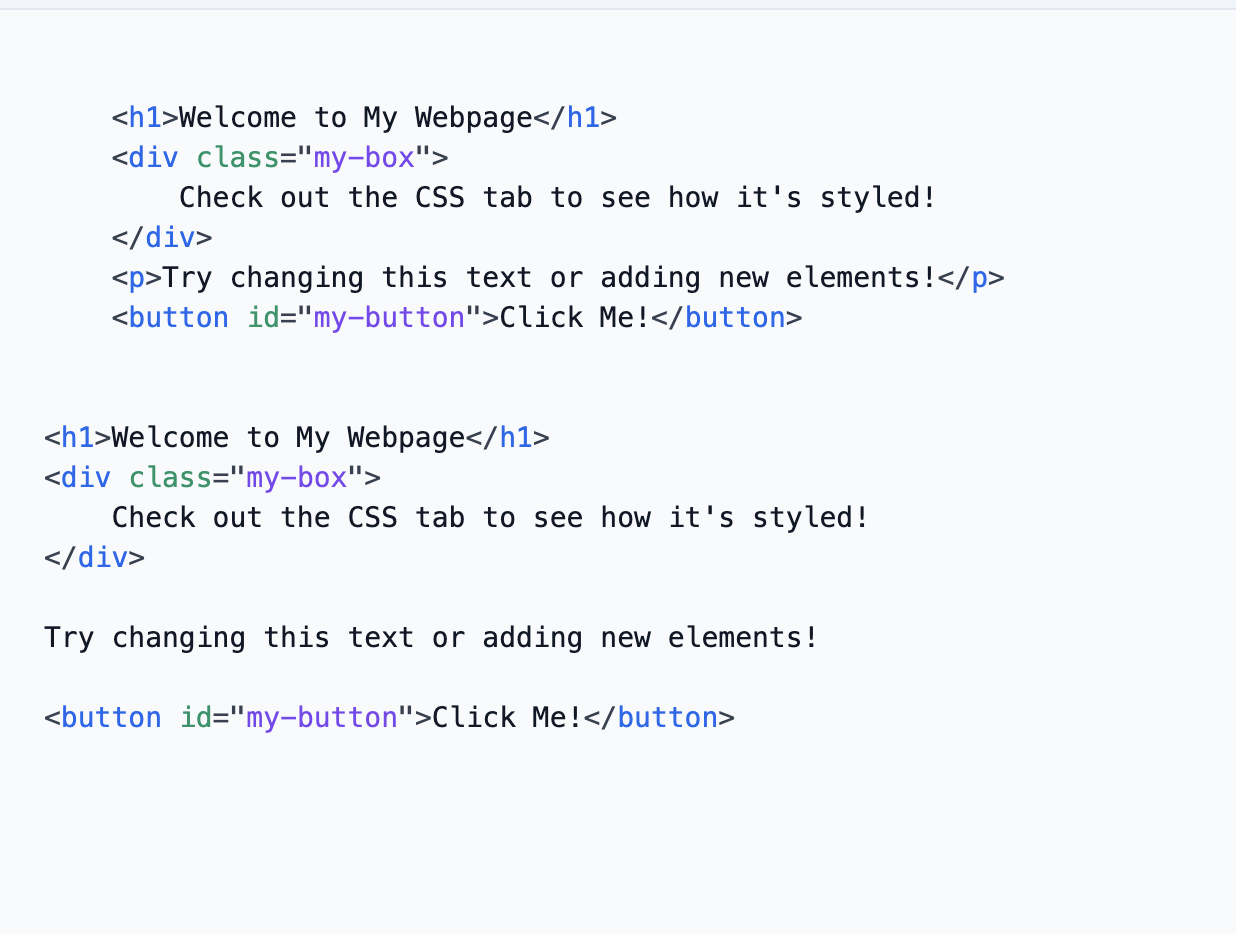 <h1>Welcome to My Webpage</h1>
    <div class="my-box">
        Check out the CSS tab to see how it's styled!
    </div>
    <p>Try changing this text or adding new elements!</p>
    <button id="my-button">Click Me!</button>
<h1>Welcome to My Webpage</h1>
<div class="my-box">
    Check out the CSS tab to see how it's styled!
</div>
Try changing this text or adding new elements!
<button id="my-button">Click Me!</button>